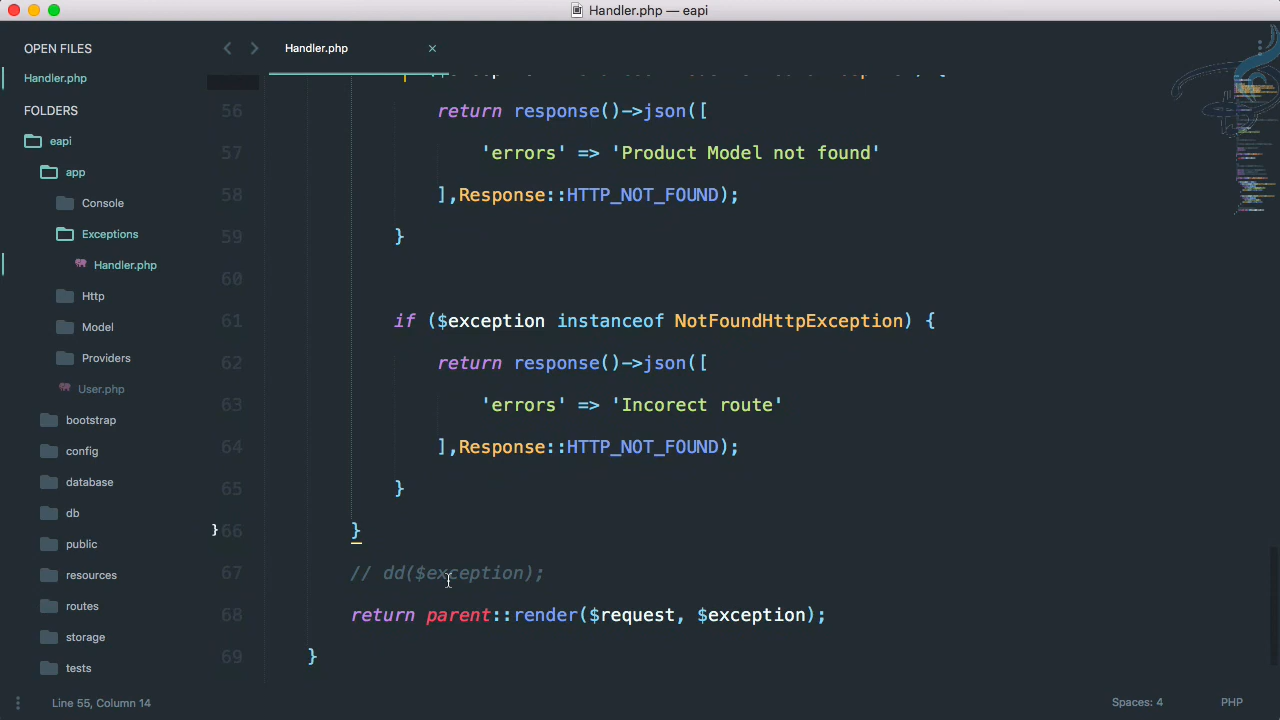 Handler.php — eapi
OPEN FILES
Handler.php
FOLDERS
eapi
app
Console
Exceptions
Handler.php
Http
Model
Providers
User.php
bootstrap
config
database
db
public
resources
routes
storage
tests
Handler.php ×
56 return response()->json([
57 'errors' => 'Product Model not found'
58 ],Response::HTTP_NOT_FOUND);
59 }
60
61 if ($exception instanceof NotFoundHttpException) {
62 return response()->json([
63 'errors' => 'Incorect route'
64 ],Response::HTTP_NOT_FOUND);
65 }
} 66 }
67 // dd($exception);
68 return parent::render($request, $exception);
69 }
Line 55, Column 14
Spaces: 4
PHP